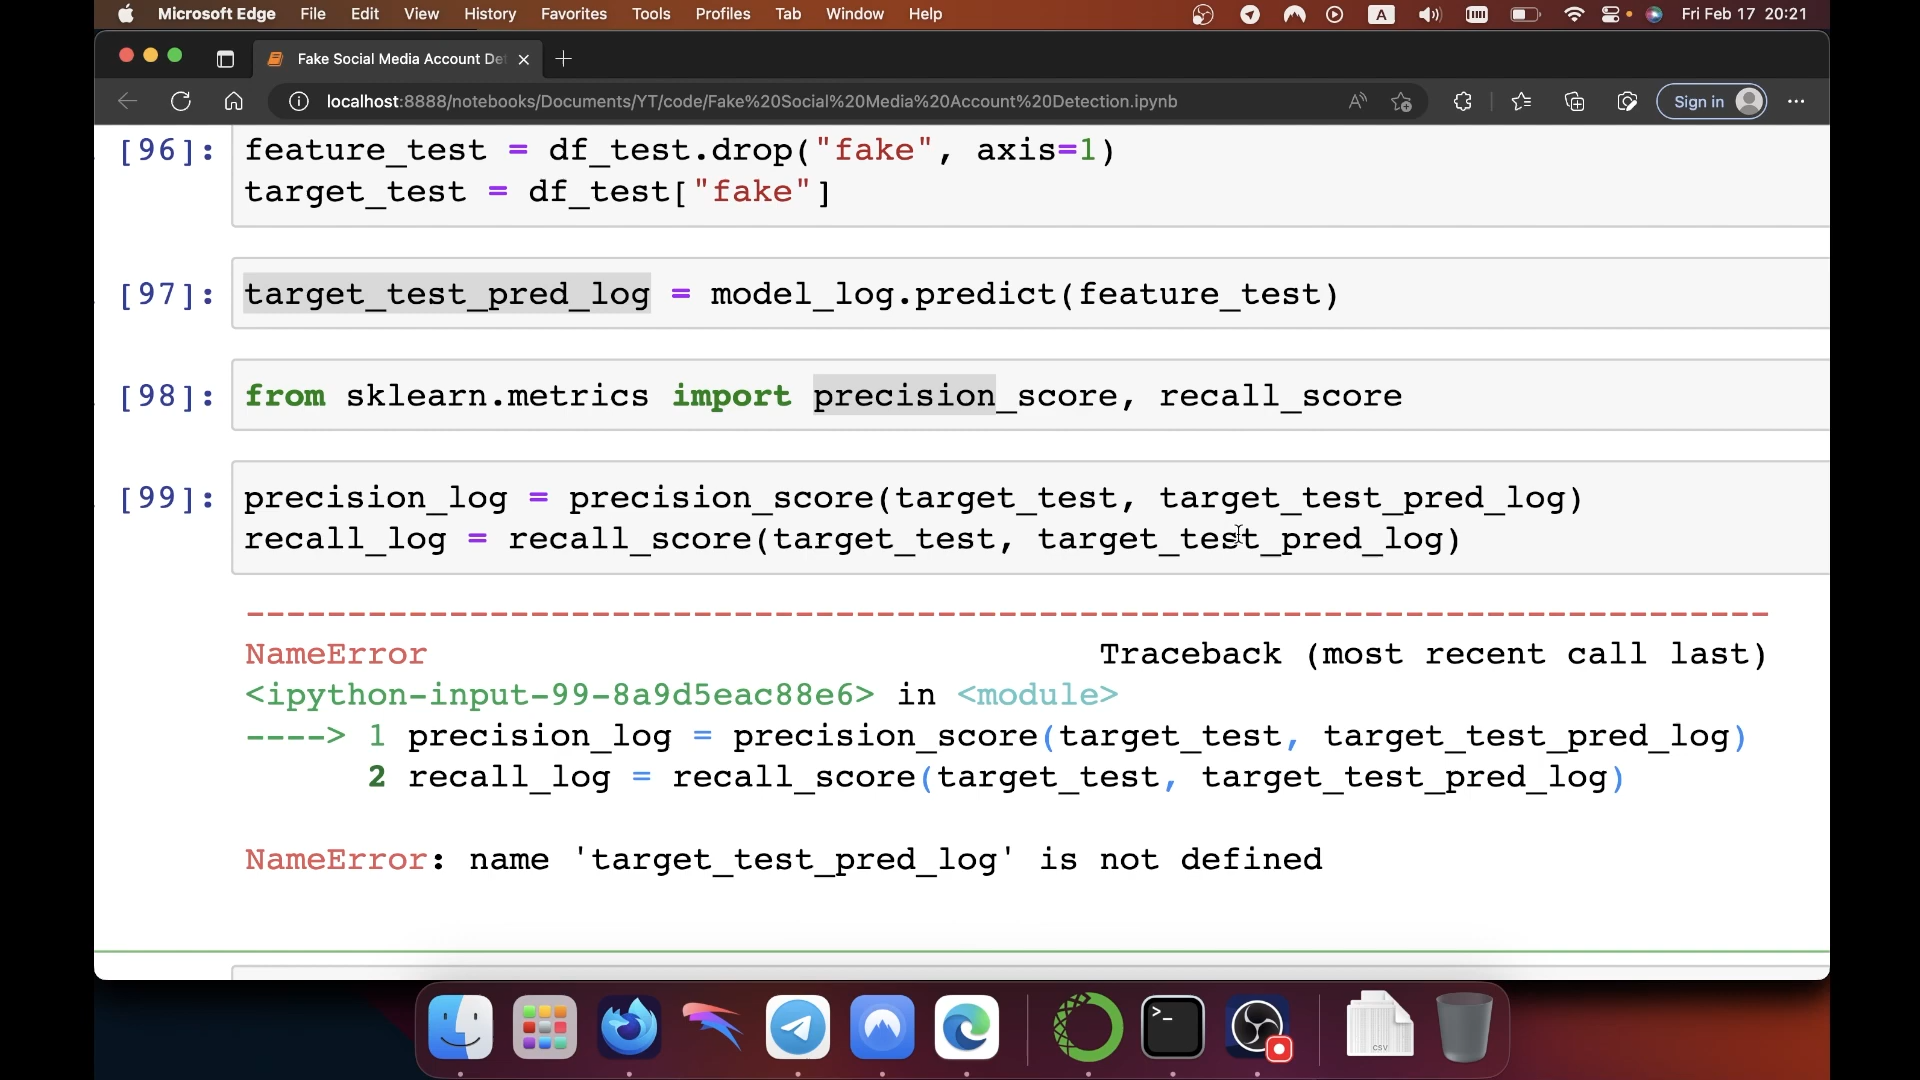 Microsoft Edge File Edit View History Favorites Tools Profiles Tab Window Help A Fri Feb 17 20:21
Fake Social Media Account De
localhost:8888/notebooks/Documents/YT/code/Fake%20Social%20Media%20Account%20Detection.ipynb A Sign in
[96]: feature_test = df_test.drop("fake", axis=1)
target_test = df_test["fake"]
[97]: target_test_pred_log = model_log.predict(feature_test)
[98]: from sklearn.metrics import precision_score, recall_score
[99]: precision_log = precision_score(target_test, target_test_pred_log)
recall_log = recall_score(target_test, target_test_pred_log)
---------------------------------------------------------------------------
NameError Traceback (most recent call last)
<ipython-input-99-8a9d5eac88e6> in <module>
----> 1 precision_log = precision_score(target_test, target_test_pred_log)
2 recall_log = recall_score(target_test, target_test_pred_log)
NameError: name 'target_test_pred_log' is not defined
>_
CSV